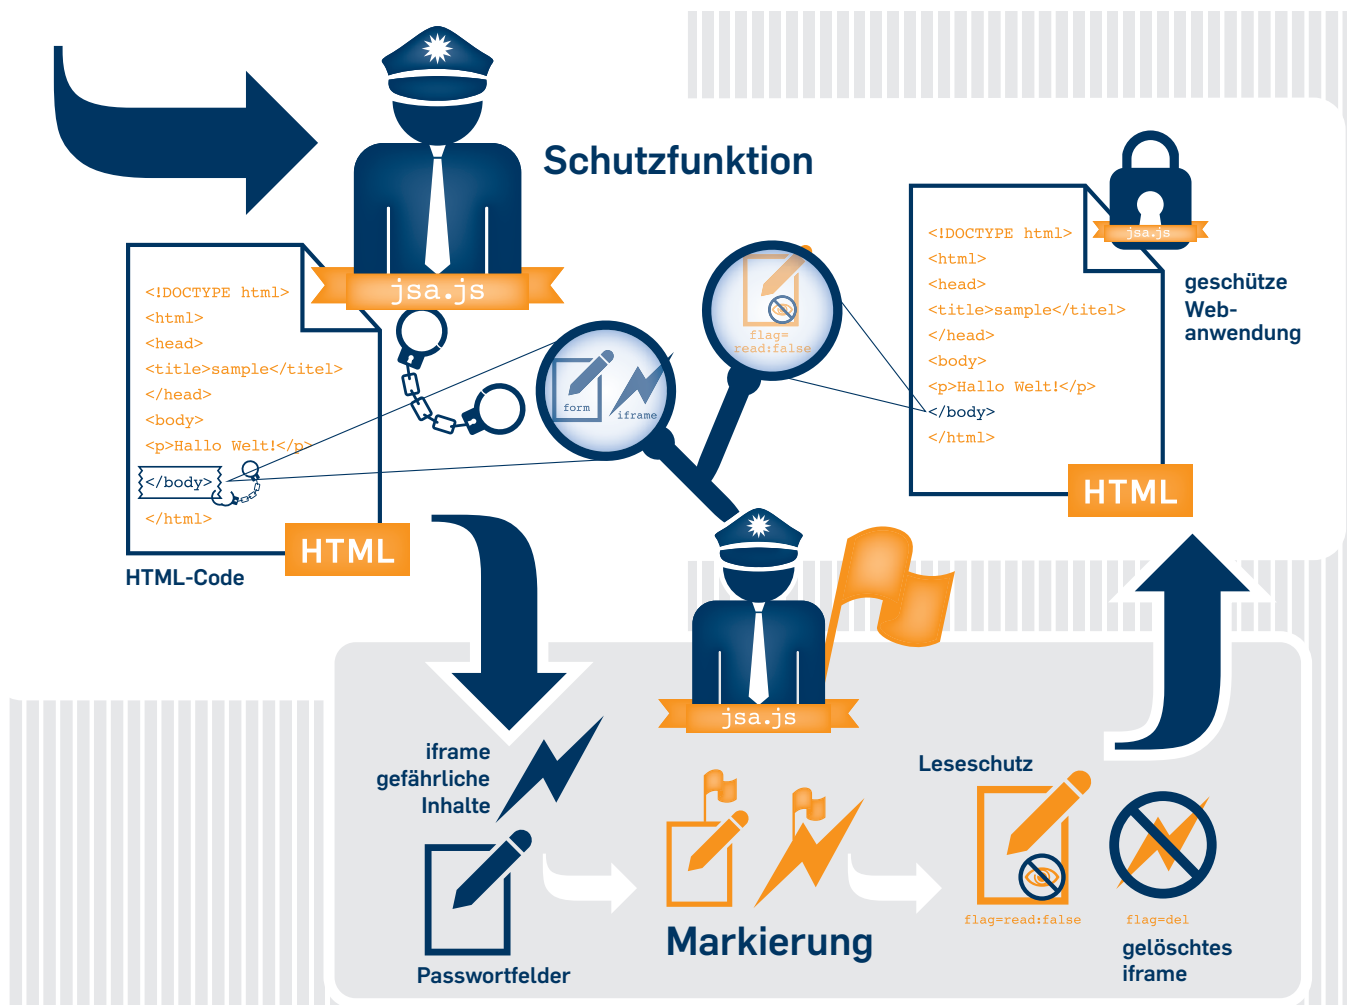 Schutzfunktion
jsa.js
<!DOCTYPE html>
<html>
<head>
<title>sample</titel>
</head>
<body>
<p>Hallo Welt!</p>
</body>
</html>
HTML
HTML-Code
form
iframe
flag=
read:false
jsa.js
<!DOCTYPE html>
<html>
<head>
<title>sample</titel>
</head>
<body>
<p>Hallo Welt!</p>
</body>
</html>
HTML
geschütze
Web-
anwendung
jsa.js
iframe
gefährliche
Inhalte
Passwortfelder
Markierung
Leseschutz
flag=read:false
flag=del
gelöschtes
iframe